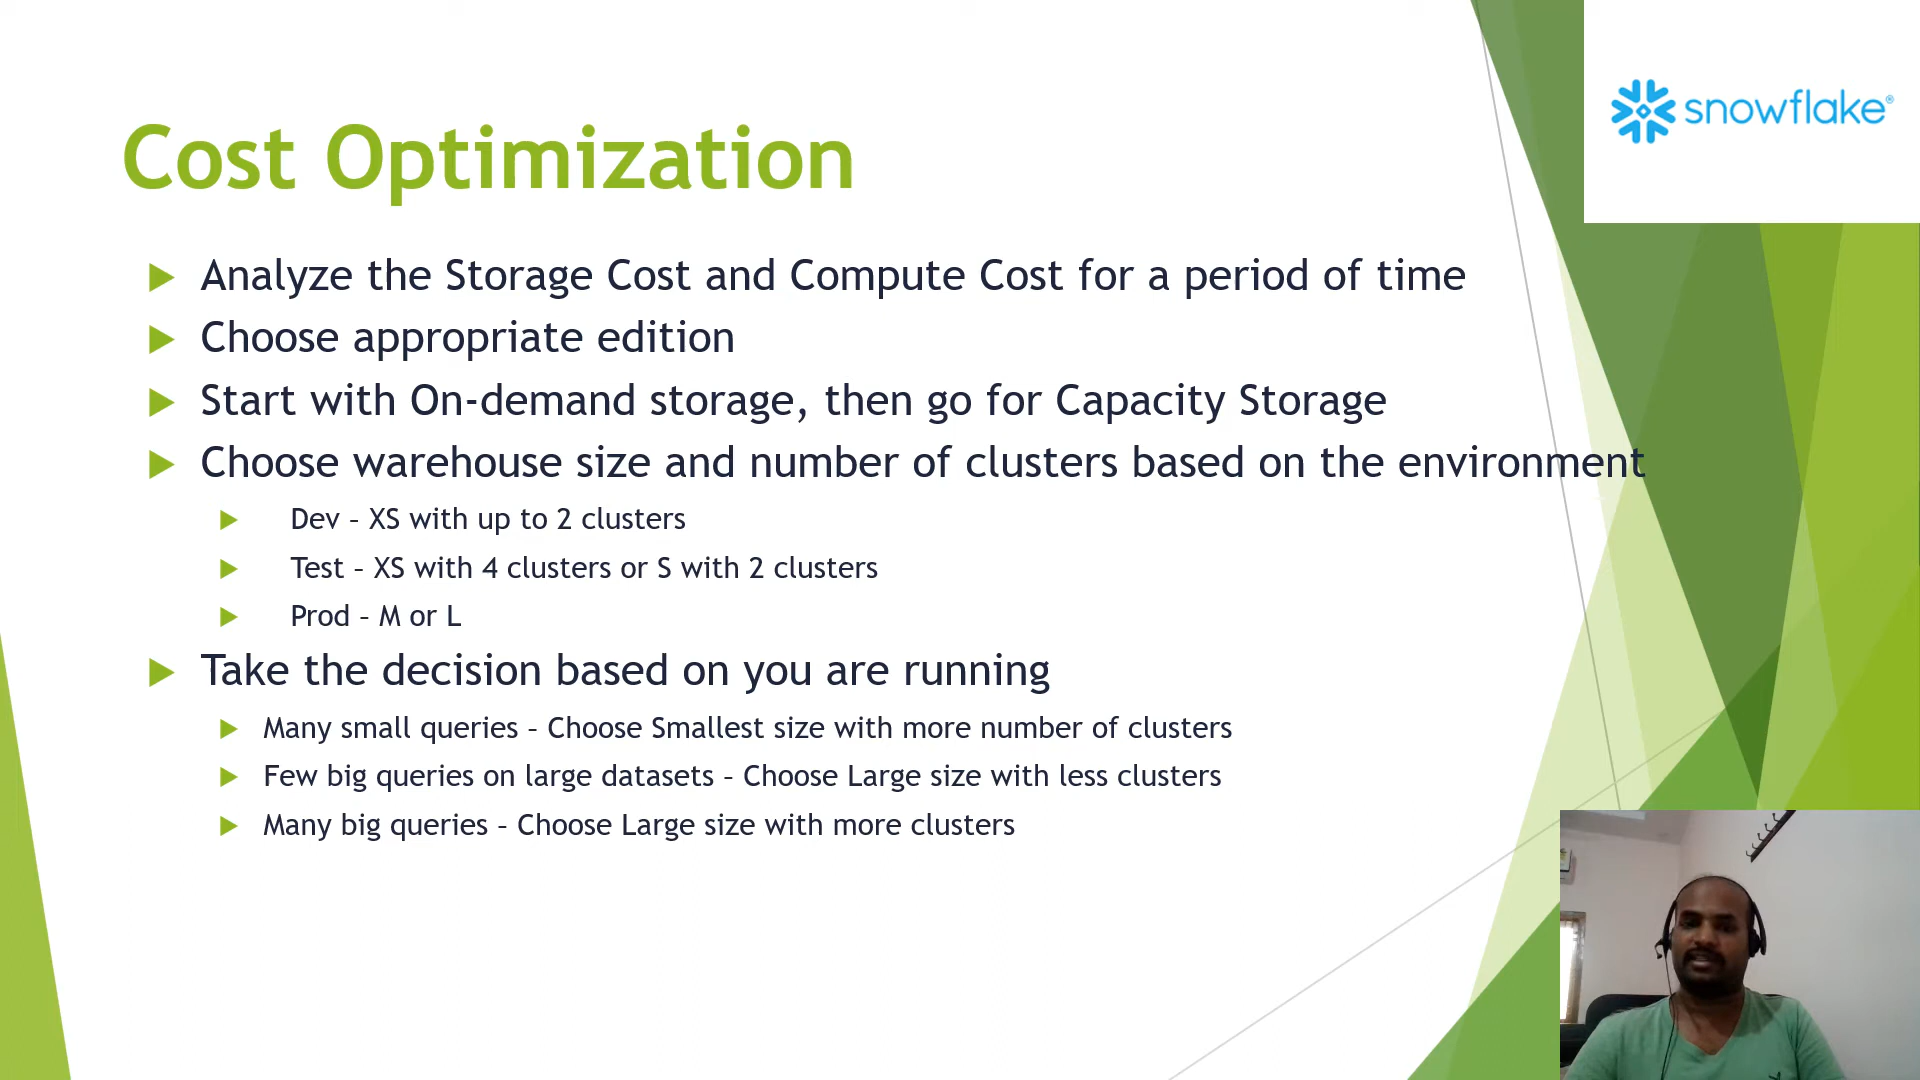 snowflake®
Cost Optimization
Analyze the Storage Cost and Compute Cost for a period of time
Choose appropriate edition
Start with On-demand storage, then go for Capacity Storage
Choose warehouse size and number of clusters based on the environment
Dev – XS with up to 2 clusters
Test – XS with 4 clusters or S with 2 clusters
Prod – M or L
Take the decision based on you are running
Many small queries – Choose Smallest size with more number of clusters
Few big queries on large datasets – Choose Large size with less clusters
Many big queries – Choose Large size with more clusters